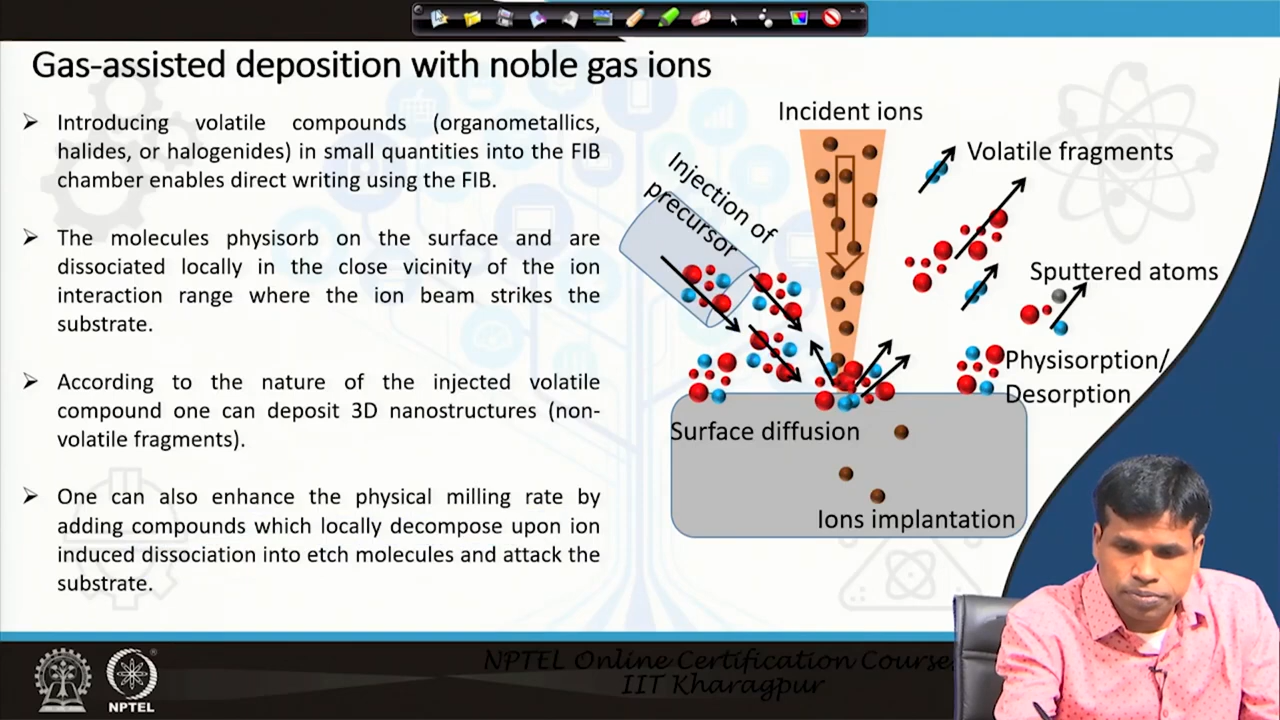 Gas-assisted deposition with noble gas ions
➢ Introducing volatile compounds (organometallics,
halides, or halogenides) in small quantities into the FIB
chamber enables direct writing using the FIB.
➢ The molecules physisorb on the surface and are
dissociated locally in the close vicinity of the ion
interaction range where the ion beam strikes the
substrate.
➢ According to the nature of the injected volatile
compound one can deposit 3D nanostructures (non-
volatile fragments).
➢ One can also enhance the physical milling rate by
adding compounds which locally decompose upon ion
induced dissociation into etch molecules and attack the
substrate.
Incident ions
Injection of
precursor
Volatile fragments
Sputtered atoms
Physisorption/
Desorption
Surface diffusion
Ions implantation
NPTEL Online Certification Course
IIT Kharagpur
NPTEL